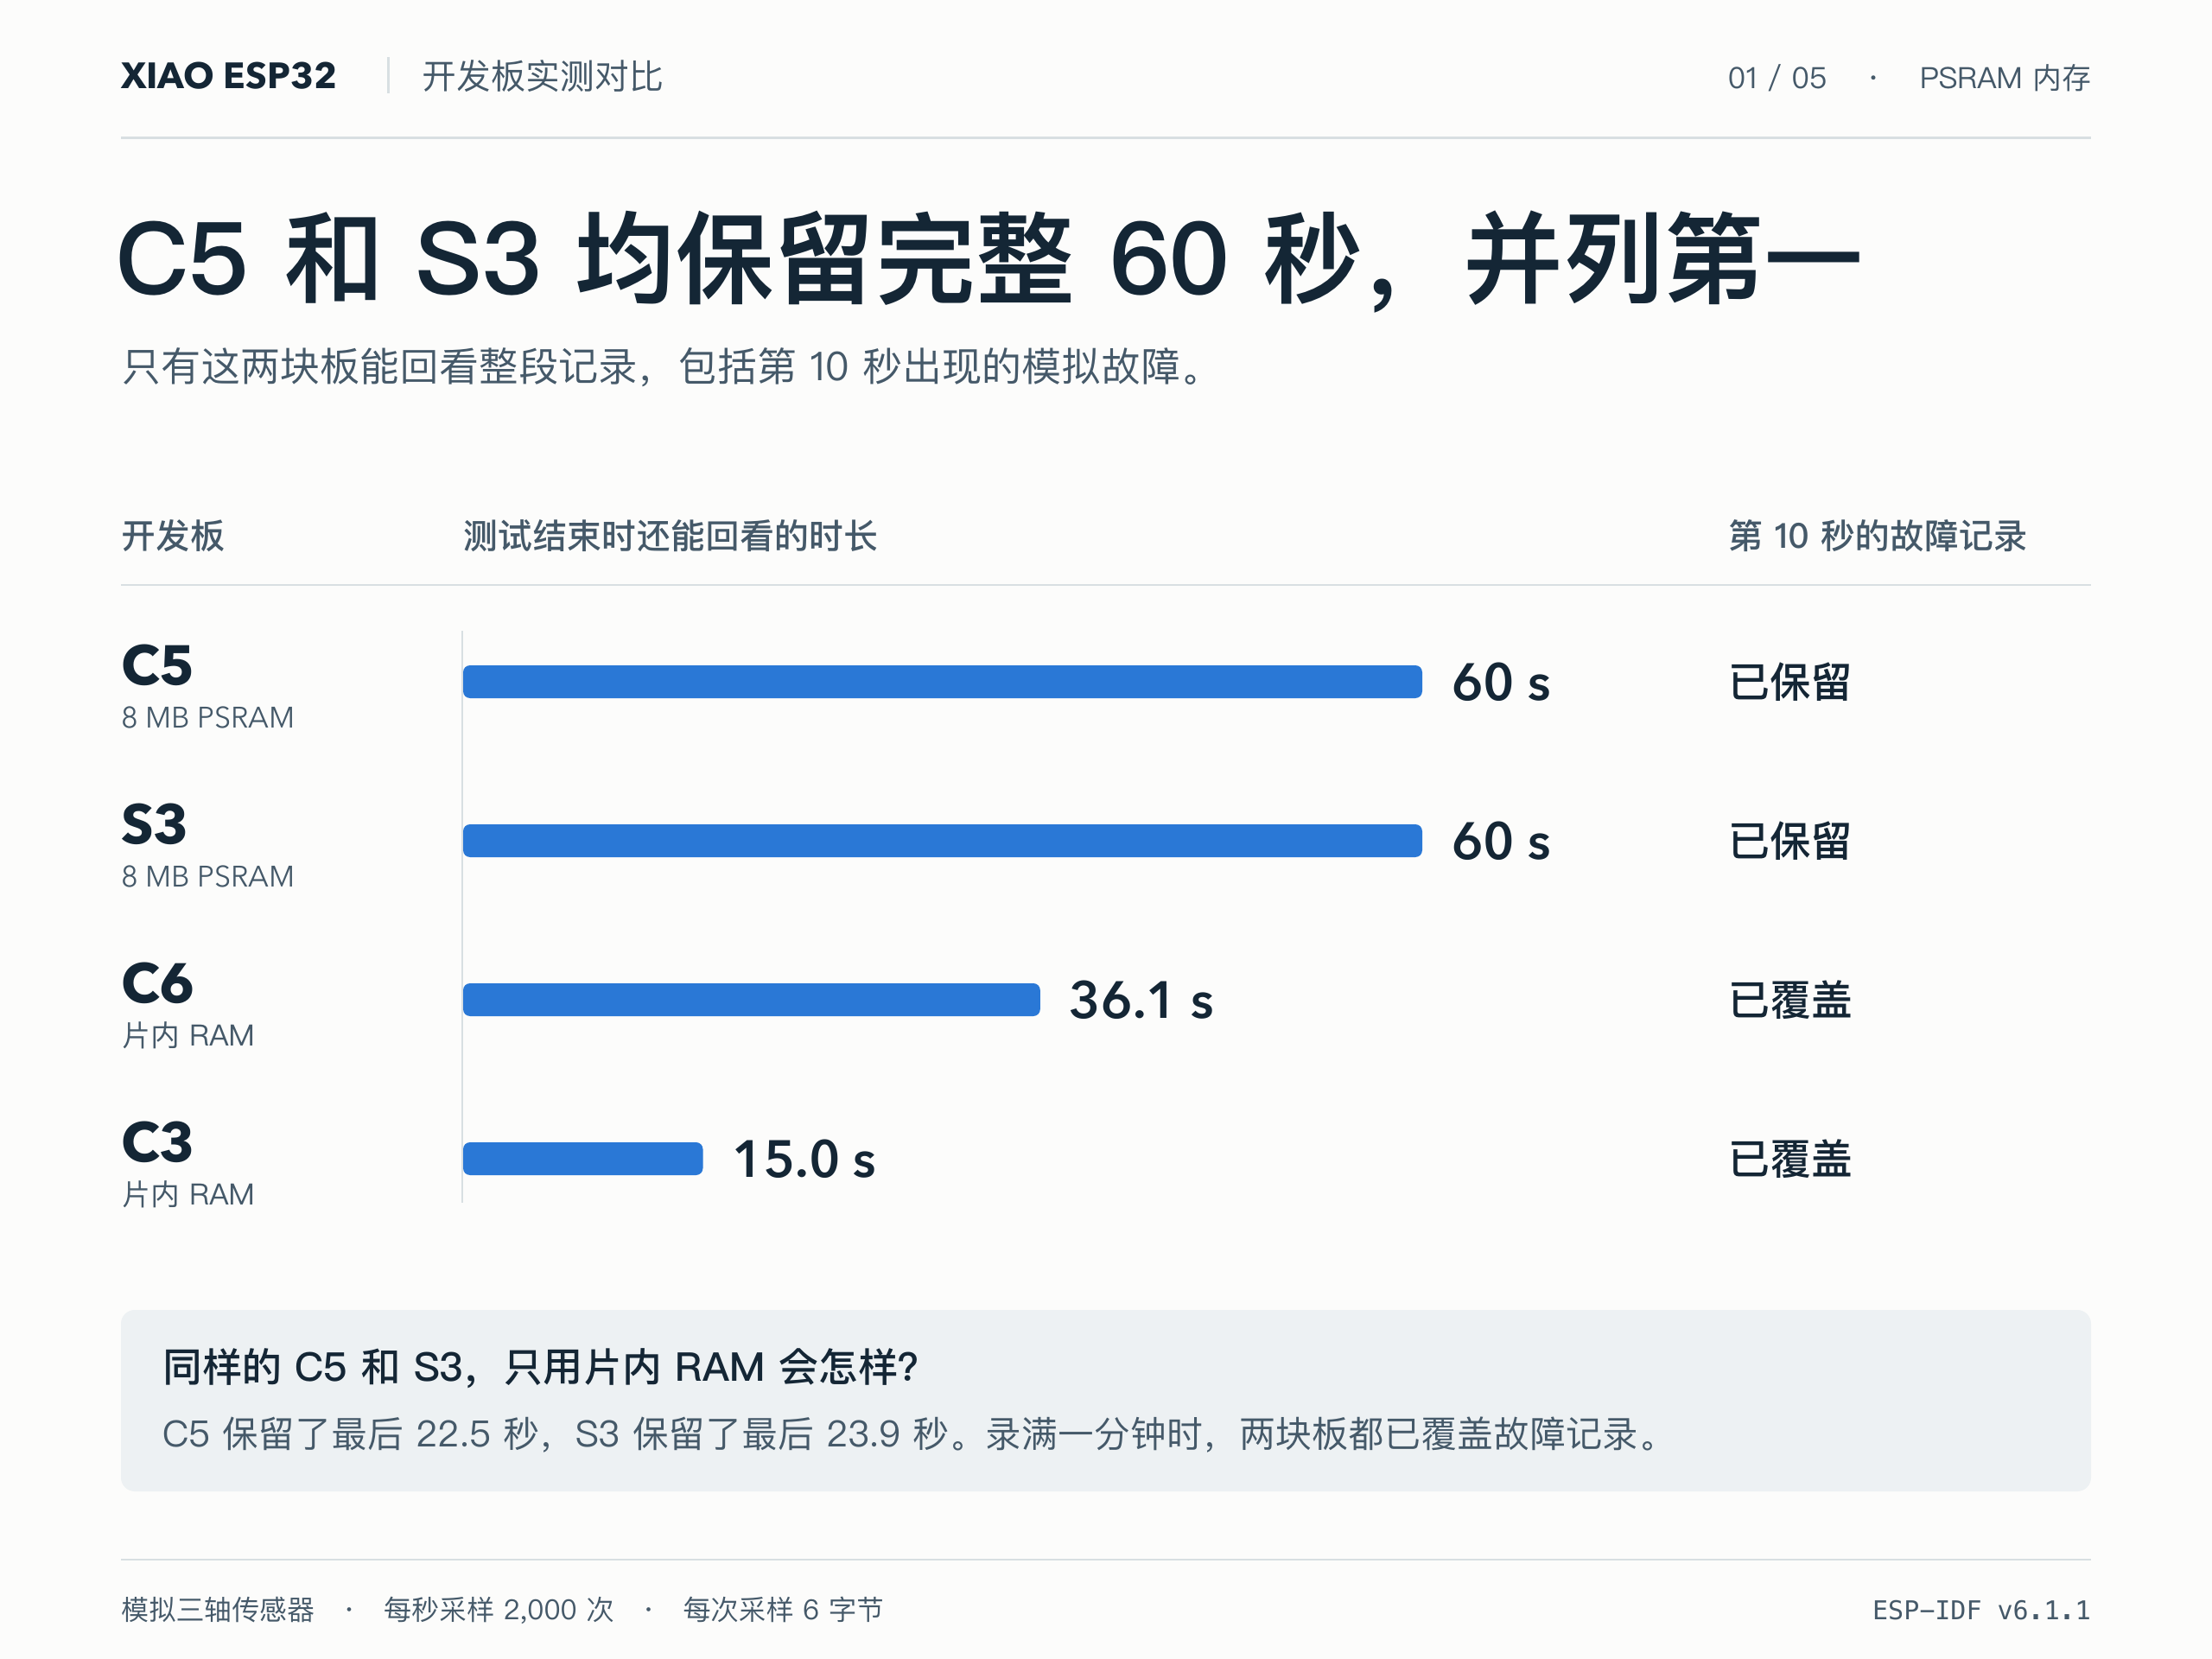 XIAO ESP32 | 开发板实测对比
01 / 05 · PSRAM 内存
C5 和 S3 均保留完整 60 秒，并列第一
只有这两块板能回看整段记录，包括第 10 秒出现的模拟故障。
开发板 测试结束时还能回看的时长 第 10 秒的故障记录
C5 60 s 已保留
8 MB PSRAM
S3 60 s 已保留
8 MB PSRAM
C6 36.1 s 已覆盖
片内 RAM
C3 15.0 s 已覆盖
片内 RAM
同样的 C5 和 S3，只用片内 RAM 会怎样？
C5 保留了最后 22.5 秒，S3 保留了最后 23.9 秒。录满一分钟时，两块板都已覆盖故障记录。
模拟三轴传感器 · 每秒采样 2,000 次 · 每次采样 6 字节
ESP-IDF v6.1.1